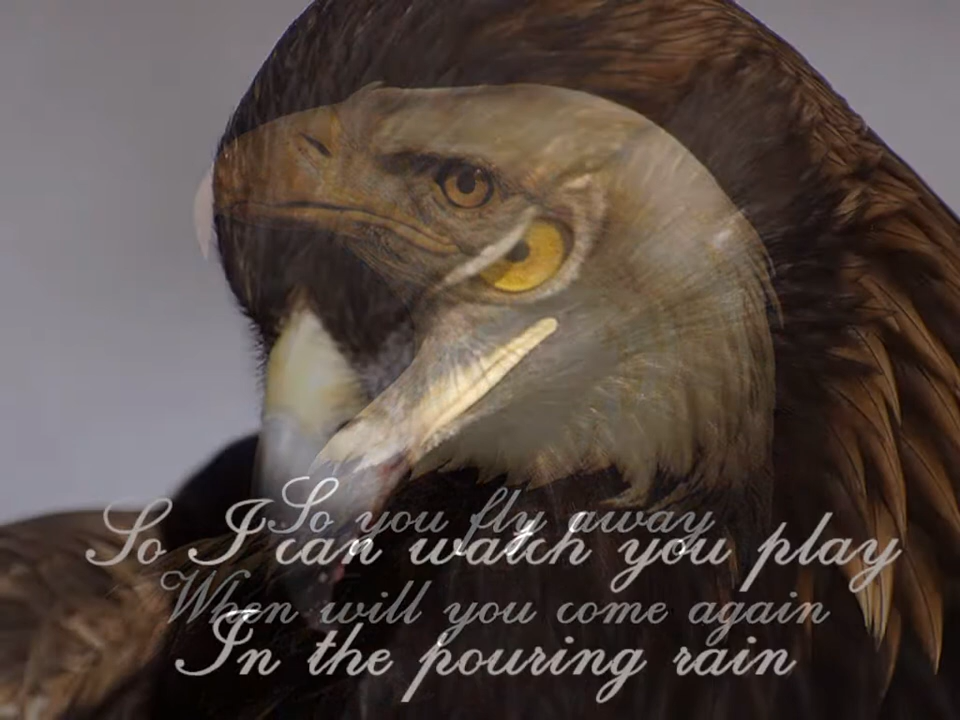 So you fly away
So I can watch you play
When will you come again
In the pouring rain